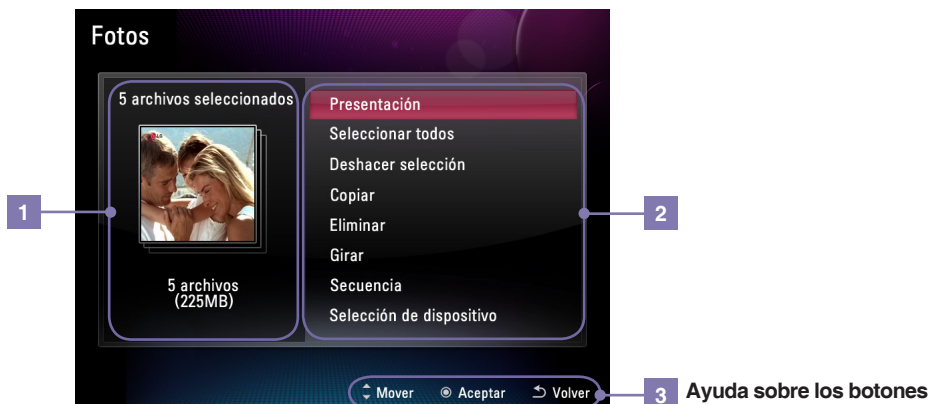 Fotos
5 archivos seleccionados
5 archivos
(225MB)
Presentación
Seleccionar todos
Deshacer selección
Copiar
Eliminar
Girar
Secuencia
Selección de dispositivo
Mover Aceptar Volver
1
2
3 Ayuda sobre los botones